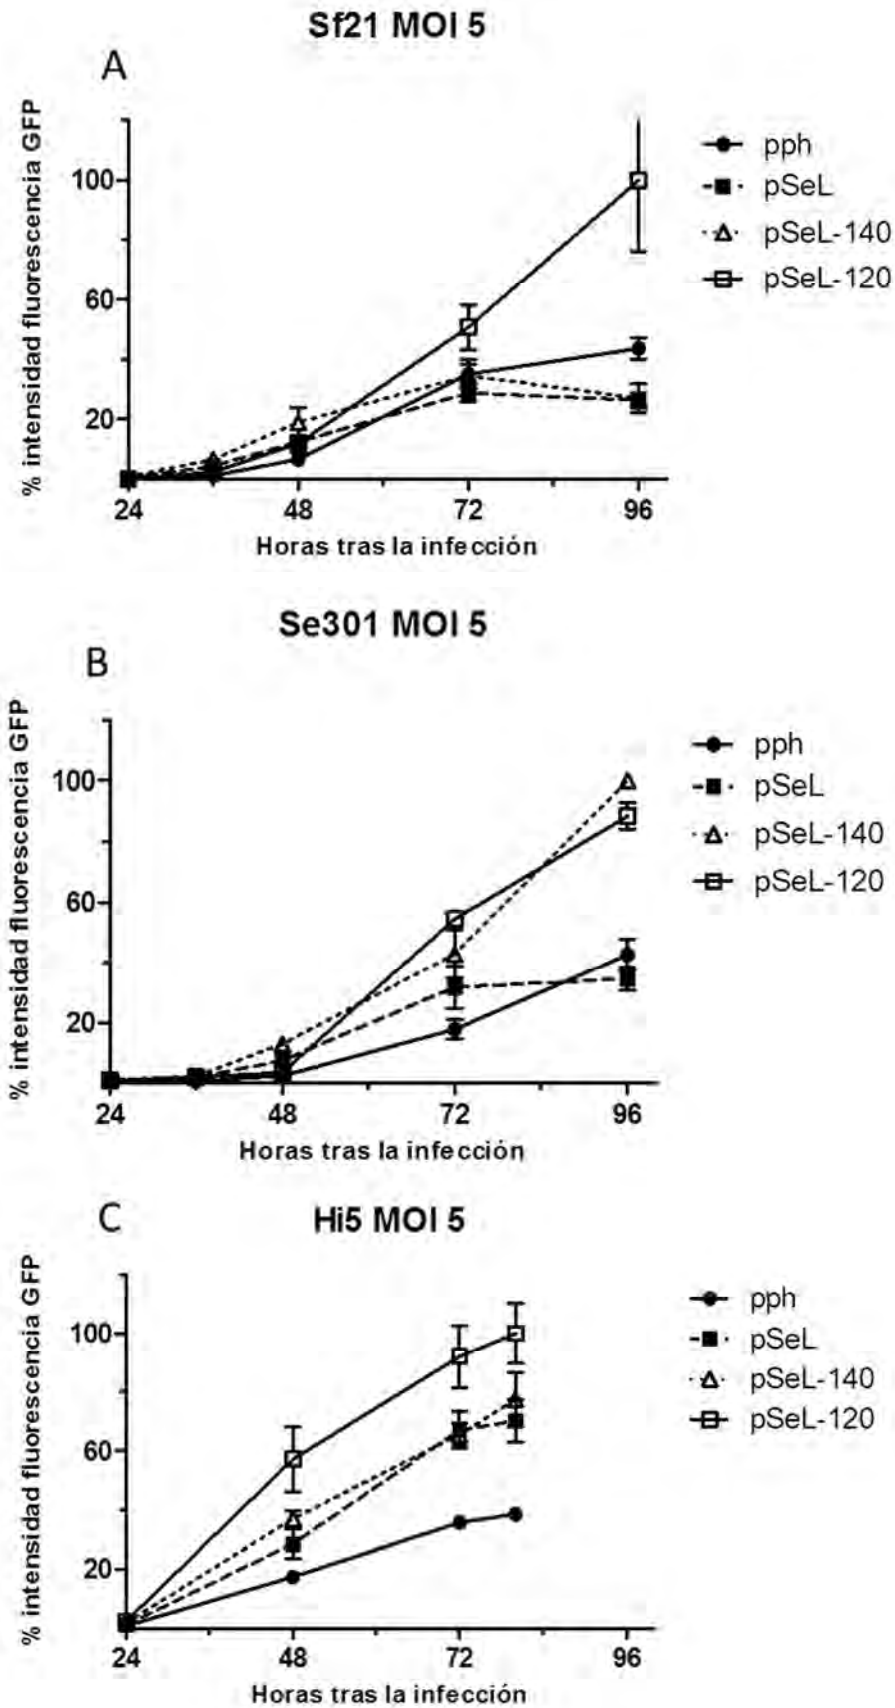 Sf21 MOI 5
A
% intensidad fluorescencia GFP
100
60
20
24 48 72 96
Horas tras la infección
pph
pSeL
pSeL-140
pSeL-120
Se301 MOI 5
B
% intensidad fluorescencia GFP
100
60
20
24 48 72 96
Horas tras la infección
pph
pSeL
pSeL-140
pSeL-120
Hi5 MOI 5
C
% intensidad fluorescencia GFP
100
60
20
24 48 72 96
Horas tras la infección
pph
pSeL
pSeL-140
pSeL-120